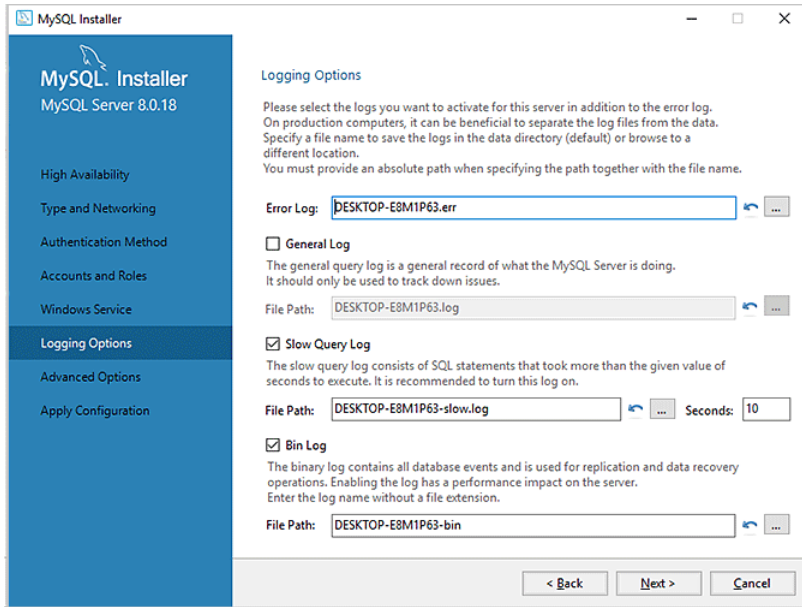 MySQL Installer
MySQL. Installer
MySQL Server 8.0.18
High Availability
Type and Networking
Authentication Method
Accounts and Roles
Windows Service
Logging Options
Advanced Options
Apply Configuration
Logging Options
Please select the logs you want to activate for this server in addition to the error log.
On production computers, it can be beneficial to separate the log files from the data.
Specify a file name to save the logs in the data directory (default) or browse to a
different location.
You must provide an absolute path when specifying the path together with the file name.
Error Log: DESKTOP-E8M1P63.err ...
General Log
The general query log is a general record of what the MySQL Server is doing.
It should only be used to track down issues.
File Path: DESKTOP-E8M1P63.log ...
Slow Query Log
The slow query log consists of SQL statements that took more than the given value of
seconds to execute. It is recommended to turn this log on.
File Path: DESKTOP-E8M1P63-slow.log ... Seconds: 10
Bin Log
The binary log contains all database events and is used for replication and data recovery
operations. Enabling the log has a performance impact on the server.
Enter the log name without a file extension.
File Path: DESKTOP-E8M1P63-bin ...
< Back Next > Cancel